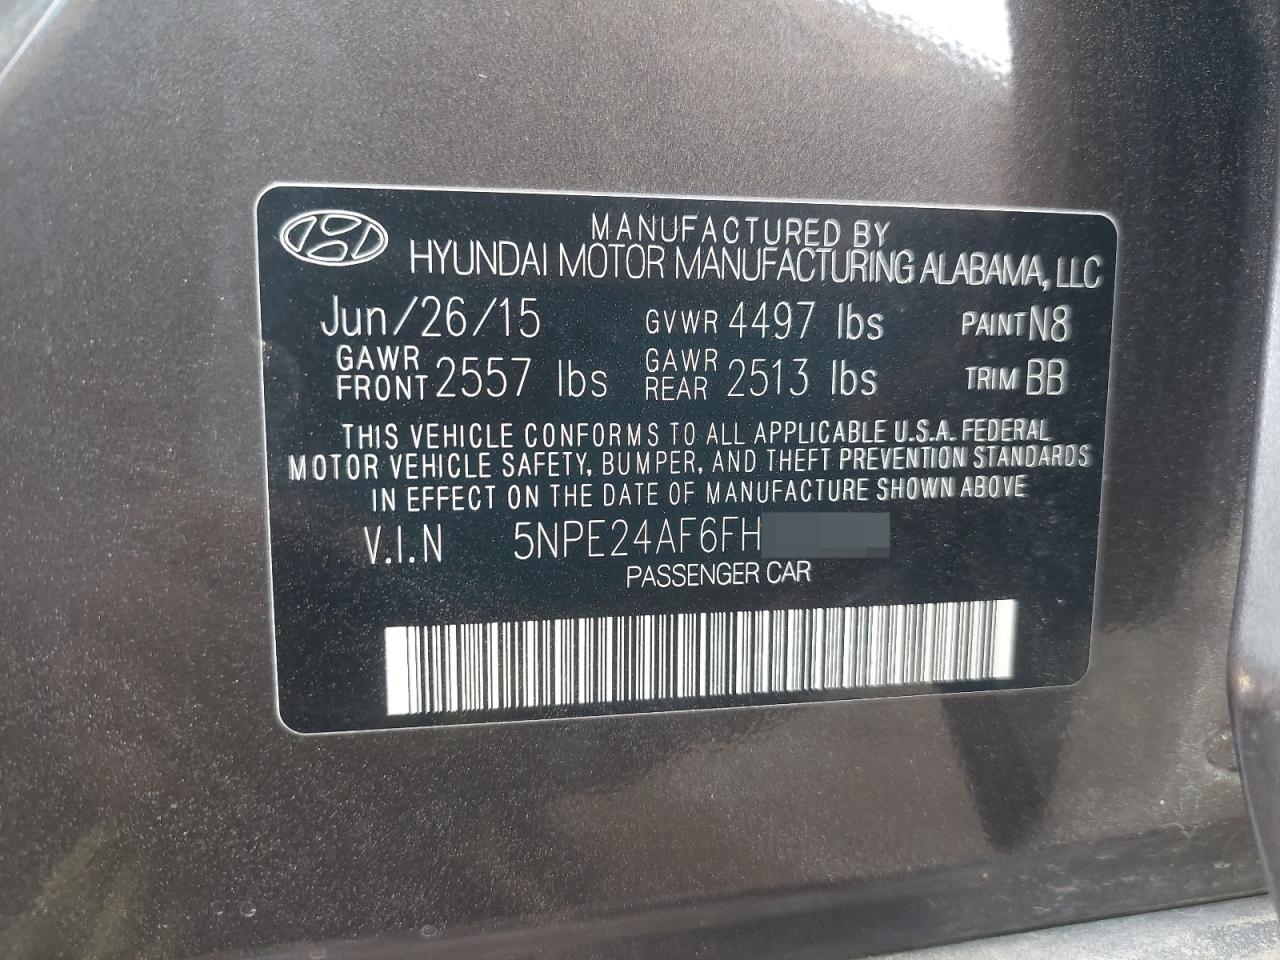 MANUFACTURED BY
HYUNDAI MOTOR MANUFACTURING ALABAMA, LLC
Jun/26/15 GVWR 4497 lbs PAINT N8
GAWR FRONT 2557 lbs GAWR REAR 2513 lbs TRIM BB
THIS VEHICLE CONFORMS TO ALL APPLICABLE U.S.A. FEDERAL
MOTOR VEHICLE SAFETY, BUMPER, AND THEFT PREVENTION STANDARDS
IN EFFECT ON THE DATE OF MANUFACTURE SHOWN ABOVE
V.I.N 5NPE24AF6FH
PASSENGER CAR